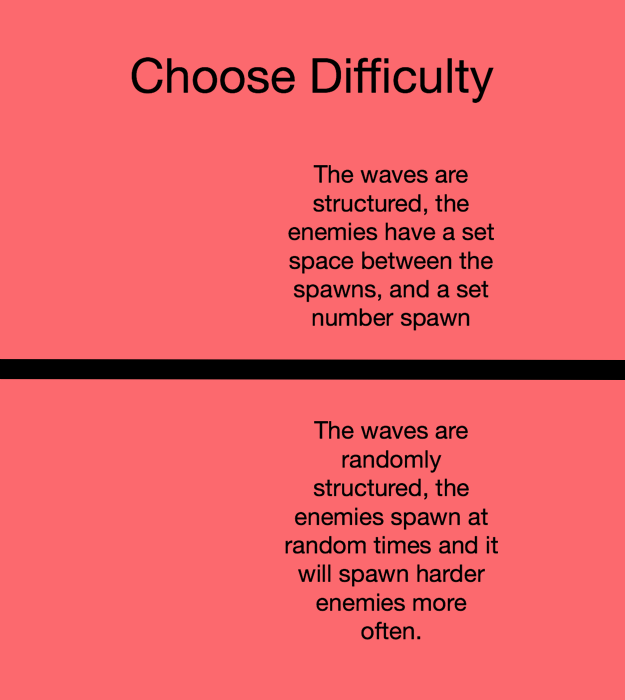 Choose Difficulty
The waves are
structured, the
enemies have a set
space between the
spawns, and a set
number spawn
The waves are
randomly
structured, the
enemies spawn at
random times and it
will spawn harder
enemies more
often.